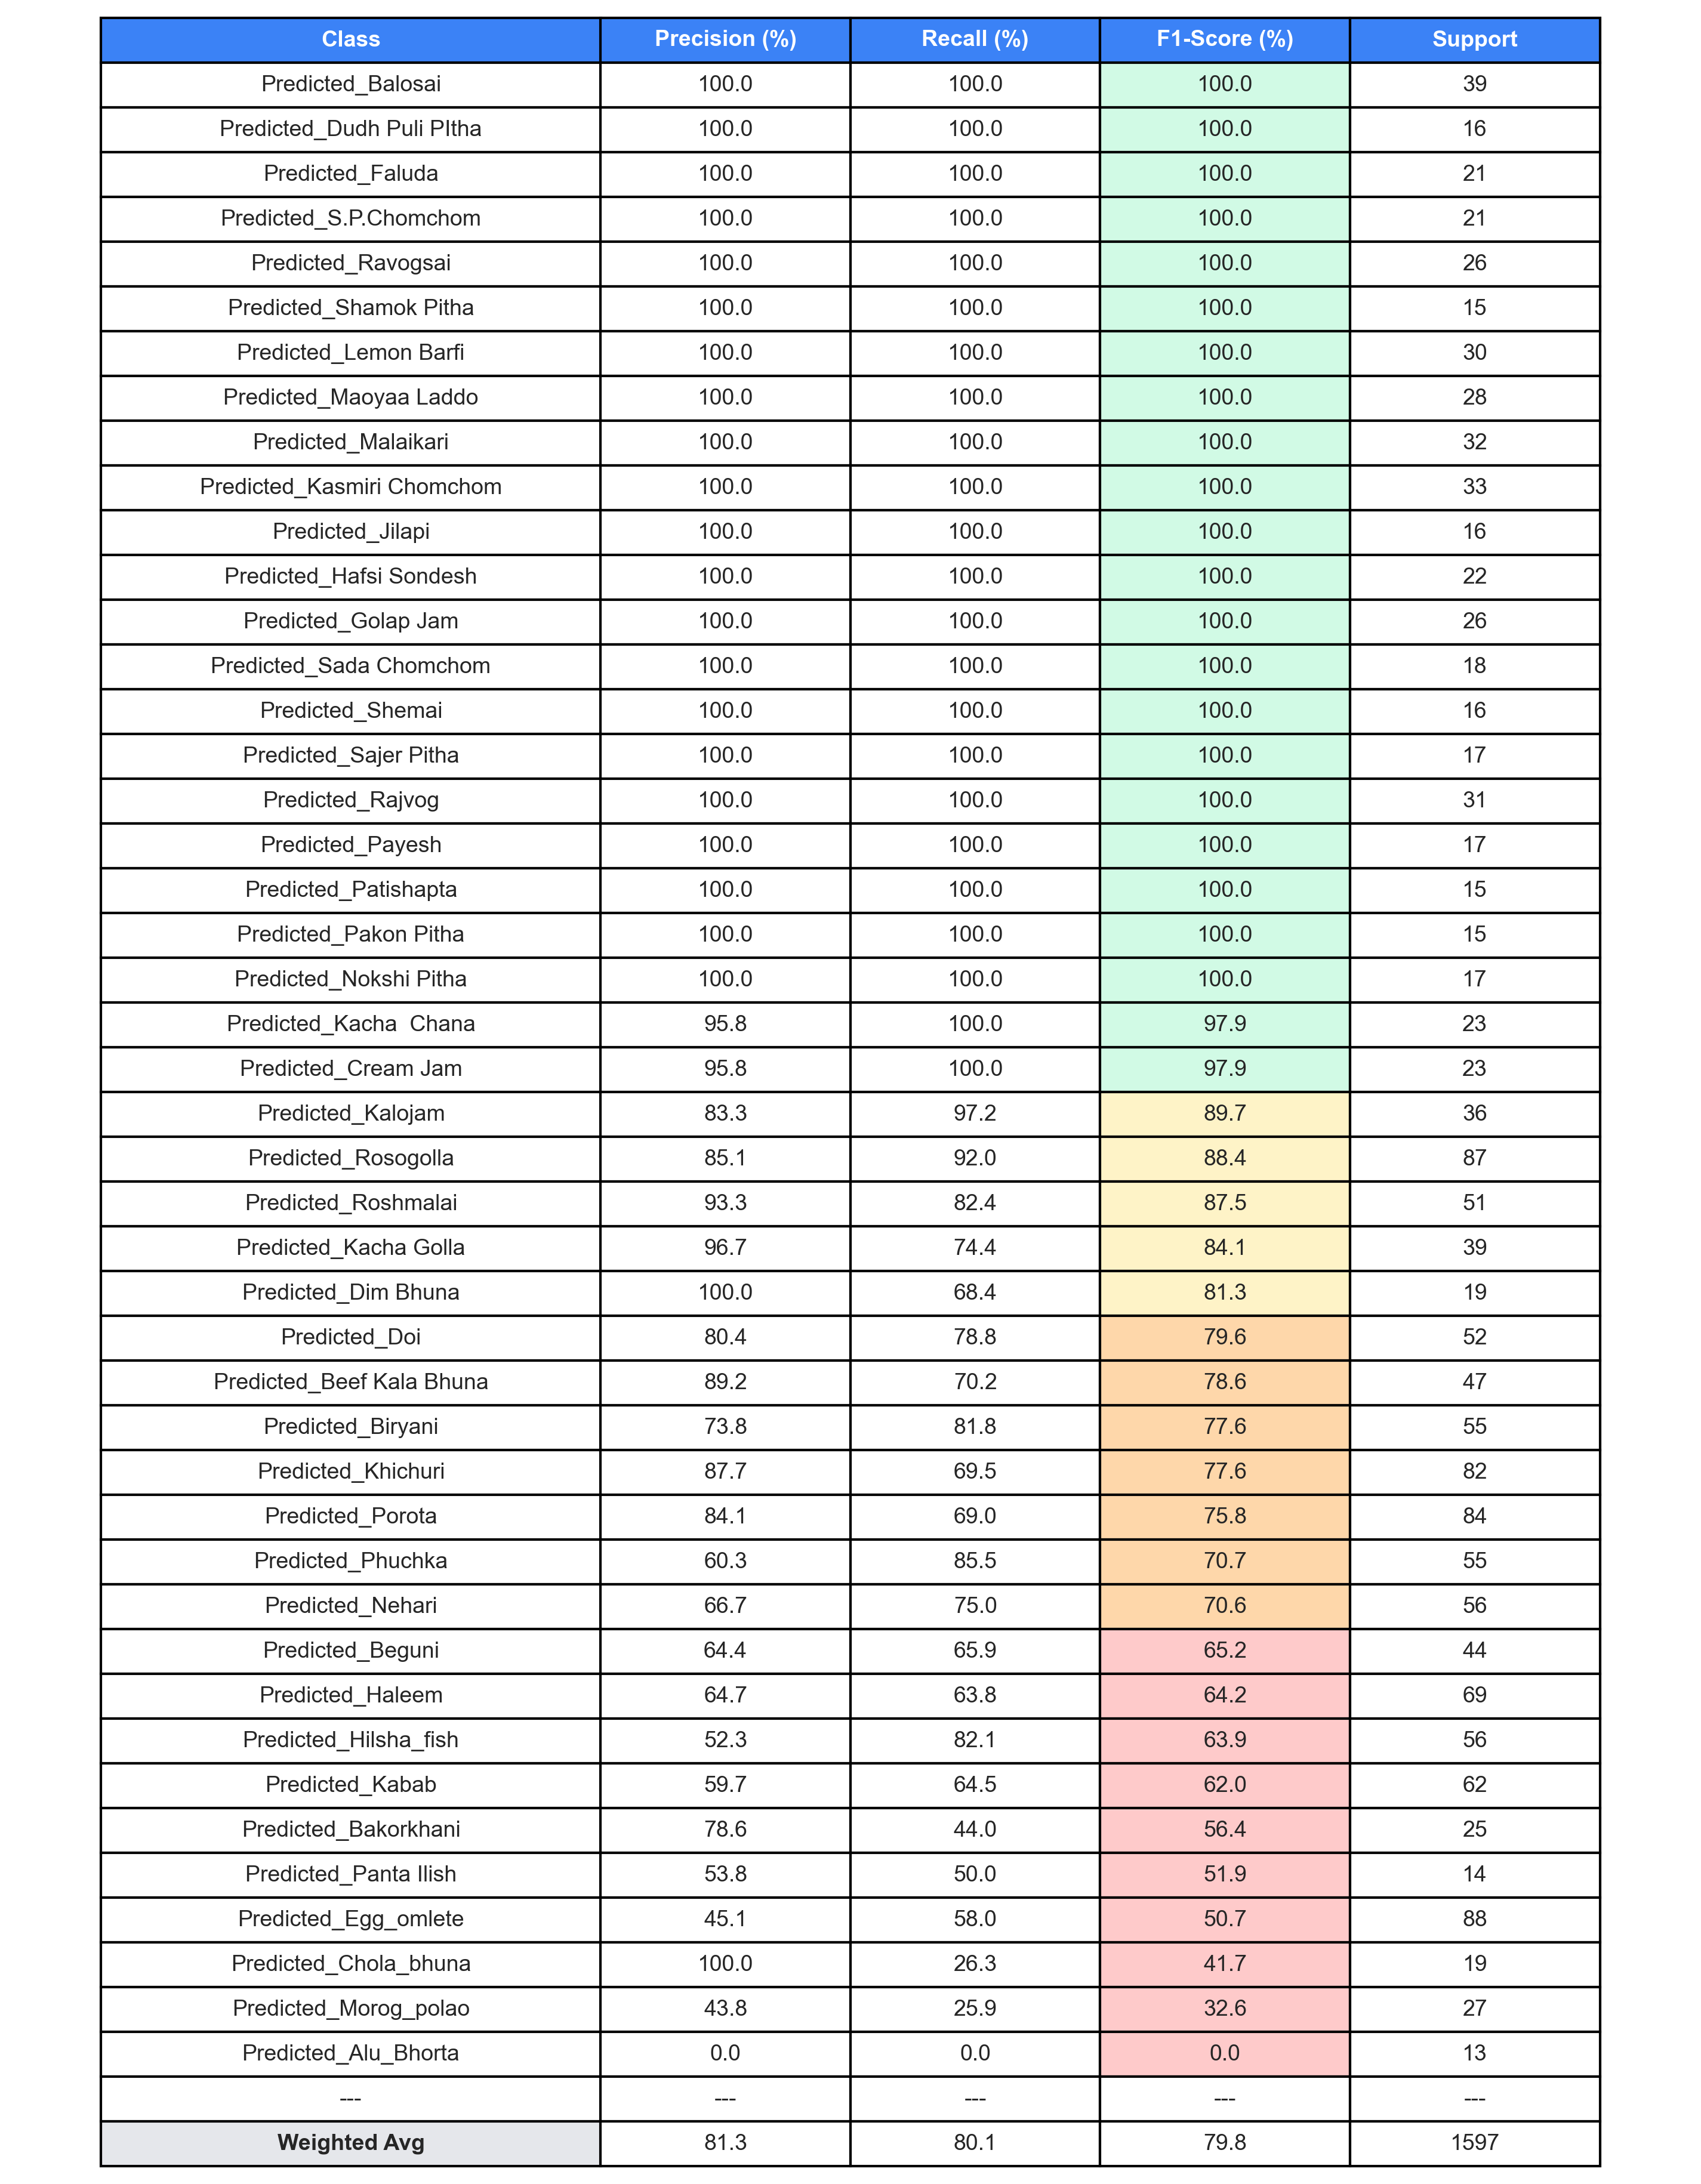 Class Precision (%) Recall (%) F1-Score (%) Support
Predicted_Balosai 100.0 100.0 100.0 39
Predicted_Dudh Puli PItha 100.0 100.0 100.0 16
Predicted_Faluda 100.0 100.0 100.0 21
Predicted_S.P.Chomchom 100.0 100.0 100.0 21
Predicted_Ravogsai 100.0 100.0 100.0 26
Predicted_Shamok Pitha 100.0 100.0 100.0 15
Predicted_Lemon Barfi 100.0 100.0 100.0 30
Predicted_Maoyaa Laddo 100.0 100.0 100.0 28
Predicted_Malaikari 100.0 100.0 100.0 32
Predicted_Kasmiri Chomchom 100.0 100.0 100.0 33
Predicted_Jilapi 100.0 100.0 100.0 16
Predicted_Hafsi Sondesh 100.0 100.0 100.0 22
Predicted_Golap Jam 100.0 100.0 100.0 26
Predicted_Sada Chomchom 100.0 100.0 100.0 18
Predicted_Shemai 100.0 100.0 100.0 16
Predicted_Sajer Pitha 100.0 100.0 100.0 17
Predicted_Rajvog 100.0 100.0 100.0 31
Predicted_Payesh 100.0 100.0 100.0 17
Predicted_Patishapta 100.0 100.0 100.0 15
Predicted_Pakon Pitha 100.0 100.0 100.0 15
Predicted_Nokshi Pitha 100.0 100.0 100.0 17
Predicted_Kacha  Chana 95.8 100.0 97.9 23
Predicted_Cream Jam 95.8 100.0 97.9 23
Predicted_Kalojam 83.3 97.2 89.7 36
Predicted_Rosogolla 85.1 92.0 88.4 87
Predicted_Roshmalai 93.3 82.4 87.5 51
Predicted_Kacha Golla 96.7 74.4 84.1 39
Predicted_Dim Bhuna 100.0 68.4 81.3 19
Predicted_Doi 80.4 78.8 79.6 52
Predicted_Beef Kala Bhuna 89.2 70.2 78.6 47
Predicted_Biryani 73.8 81.8 77.6 55
Predicted_Khichuri 87.7 69.5 77.6 82
Predicted_Porota 84.1 69.0 75.8 84
Predicted_Phuchka 60.3 85.5 70.7 55
Predicted_Nehari 66.7 75.0 70.6 56
Predicted_Beguni 64.4 65.9 65.2 44
Predicted_Haleem 64.7 63.8 64.2 69
Predicted_Hilsha_fish 52.3 82.1 63.9 56
Predicted_Kabab 59.7 64.5 62.0 62
Predicted_Bakorkhani 78.6 44.0 56.4 25
Predicted_Panta Ilish 53.8 50.0 51.9 14
Predicted_Egg_omlete 45.1 58.0 50.7 88
Predicted_Chola_bhuna 100.0 26.3 41.7 19
Predicted_Morog_polao 43.8 25.9 32.6 27
Predicted_Alu_Bhorta 0.0 0.0 0.0 13
--- --- --- --- ---
Weighted Avg 81.3 80.1 79.8 1597